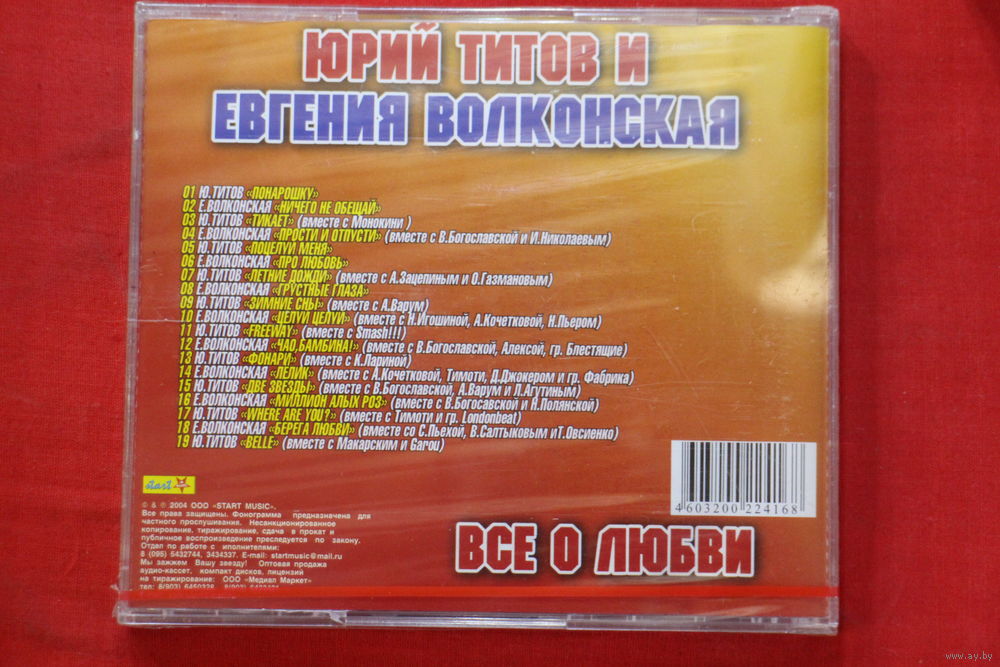 ЮРИЙ ТИТОВ И
ЕВГЕНИЯ ВОЛКОНСКАЯ
01 Ю.ТИТОВ «ПОНАРОШКУ»
02 Е.ВОЛКОНСКАЯ «НИЧЕГО НЕ ОБЕЩАЙ»
03 Ю.ТИТОВ «ТИКАЕТ» (вместе с Монокини )
04 Е.ВОЛКОНСКАЯ «ПРОСТИ И ОТПУСТИ» (вместе с В.Богославской и И.Николаевым)
05 Ю.ТИТОВ «ПОЦЕЛУЙ МЕНЯ»
06 Е.ВОЛКОНСКАЯ «ПРО ЛЮБОВЬ»
07 Ю.ТИТОВ «ЛЕТНИЕ ДОЖДИ» (вместе с А.Зацепиным и О.Газмановым)
08 Е.ВОЛКОНСКАЯ «ГРУСТНЫЕ ГЛАЗА»
09 Ю.ТИТОВ «ЗИМНИЕ СНЫ» (вместе с А.Варум)
10 Е.ВОЛКОНСКАЯ «ЦЕЛУЙ ЦЕЛУЙ» (вместе с Н.Игошиной, А.Кочетковой, Н.Пьером)
11 Ю.ТИТОВ «FREEWAY» (вместе с Smash!!!)
12 Е.ВОЛКОНСКАЯ «ЧАО,БАМБИНА!» (вместе с В.Богославской, Алексой, гр. Блестящие)
13 Ю.ТИТОВ «ФОНАРИ» (вместе с К.Лариной)
14 Е.ВОЛКОНСКАЯ «ЛЕЛИК» (вместе с А.Кочетковой, Тимоти, Д.Джокером и гр. Фабрика)
15 Ю.ТИТОВ «ДВЕ ЗВЕЗДЫ» (вместе с В.Богославской, А.Варум и Л.Агутиным)
16 Е.ВОЛКОНСКАЯ «МИЛЛИОН АЛЫХ РОЗ» (вместе с В.Богосавской и Н.Полянской)
17 Ю.ТИТОВ «WHERE ARE YOU?» (вместе с Тимоти и гр. Londonbeat)
18 Е.ВОЛКОНСКАЯ «БЕРЕГА ЛЮБВИ» (вместе со С.Пьехой, В.Салтыковым иТ.Овсиенко)
19 Ю.ТИТОВ «BELLE» (вместе с Макарским и Garou)
start
© & ℗ 2004 ООО «START MUSIC».
Все права защищены. Фонограмма предназначена для
частного прослушивания. Несанкционированное
копирование, тиражирование, сдача в прокат и
публичное воспроизведение преследуется по закону.
Отдел по работе с иполнителями:
8 (095) 5432744, 3434337. E-mail: startmusic@mail.ru
Мы зажжем Вашу звезду! Оптовая продажа
аудио-кассет, компакт дисков, лицензий
на тиражирование: ООО «Медиал Маркет»
тел: 8(903)
4603200224168
ВСЕ О ЛЮБВИ
www.ay.by